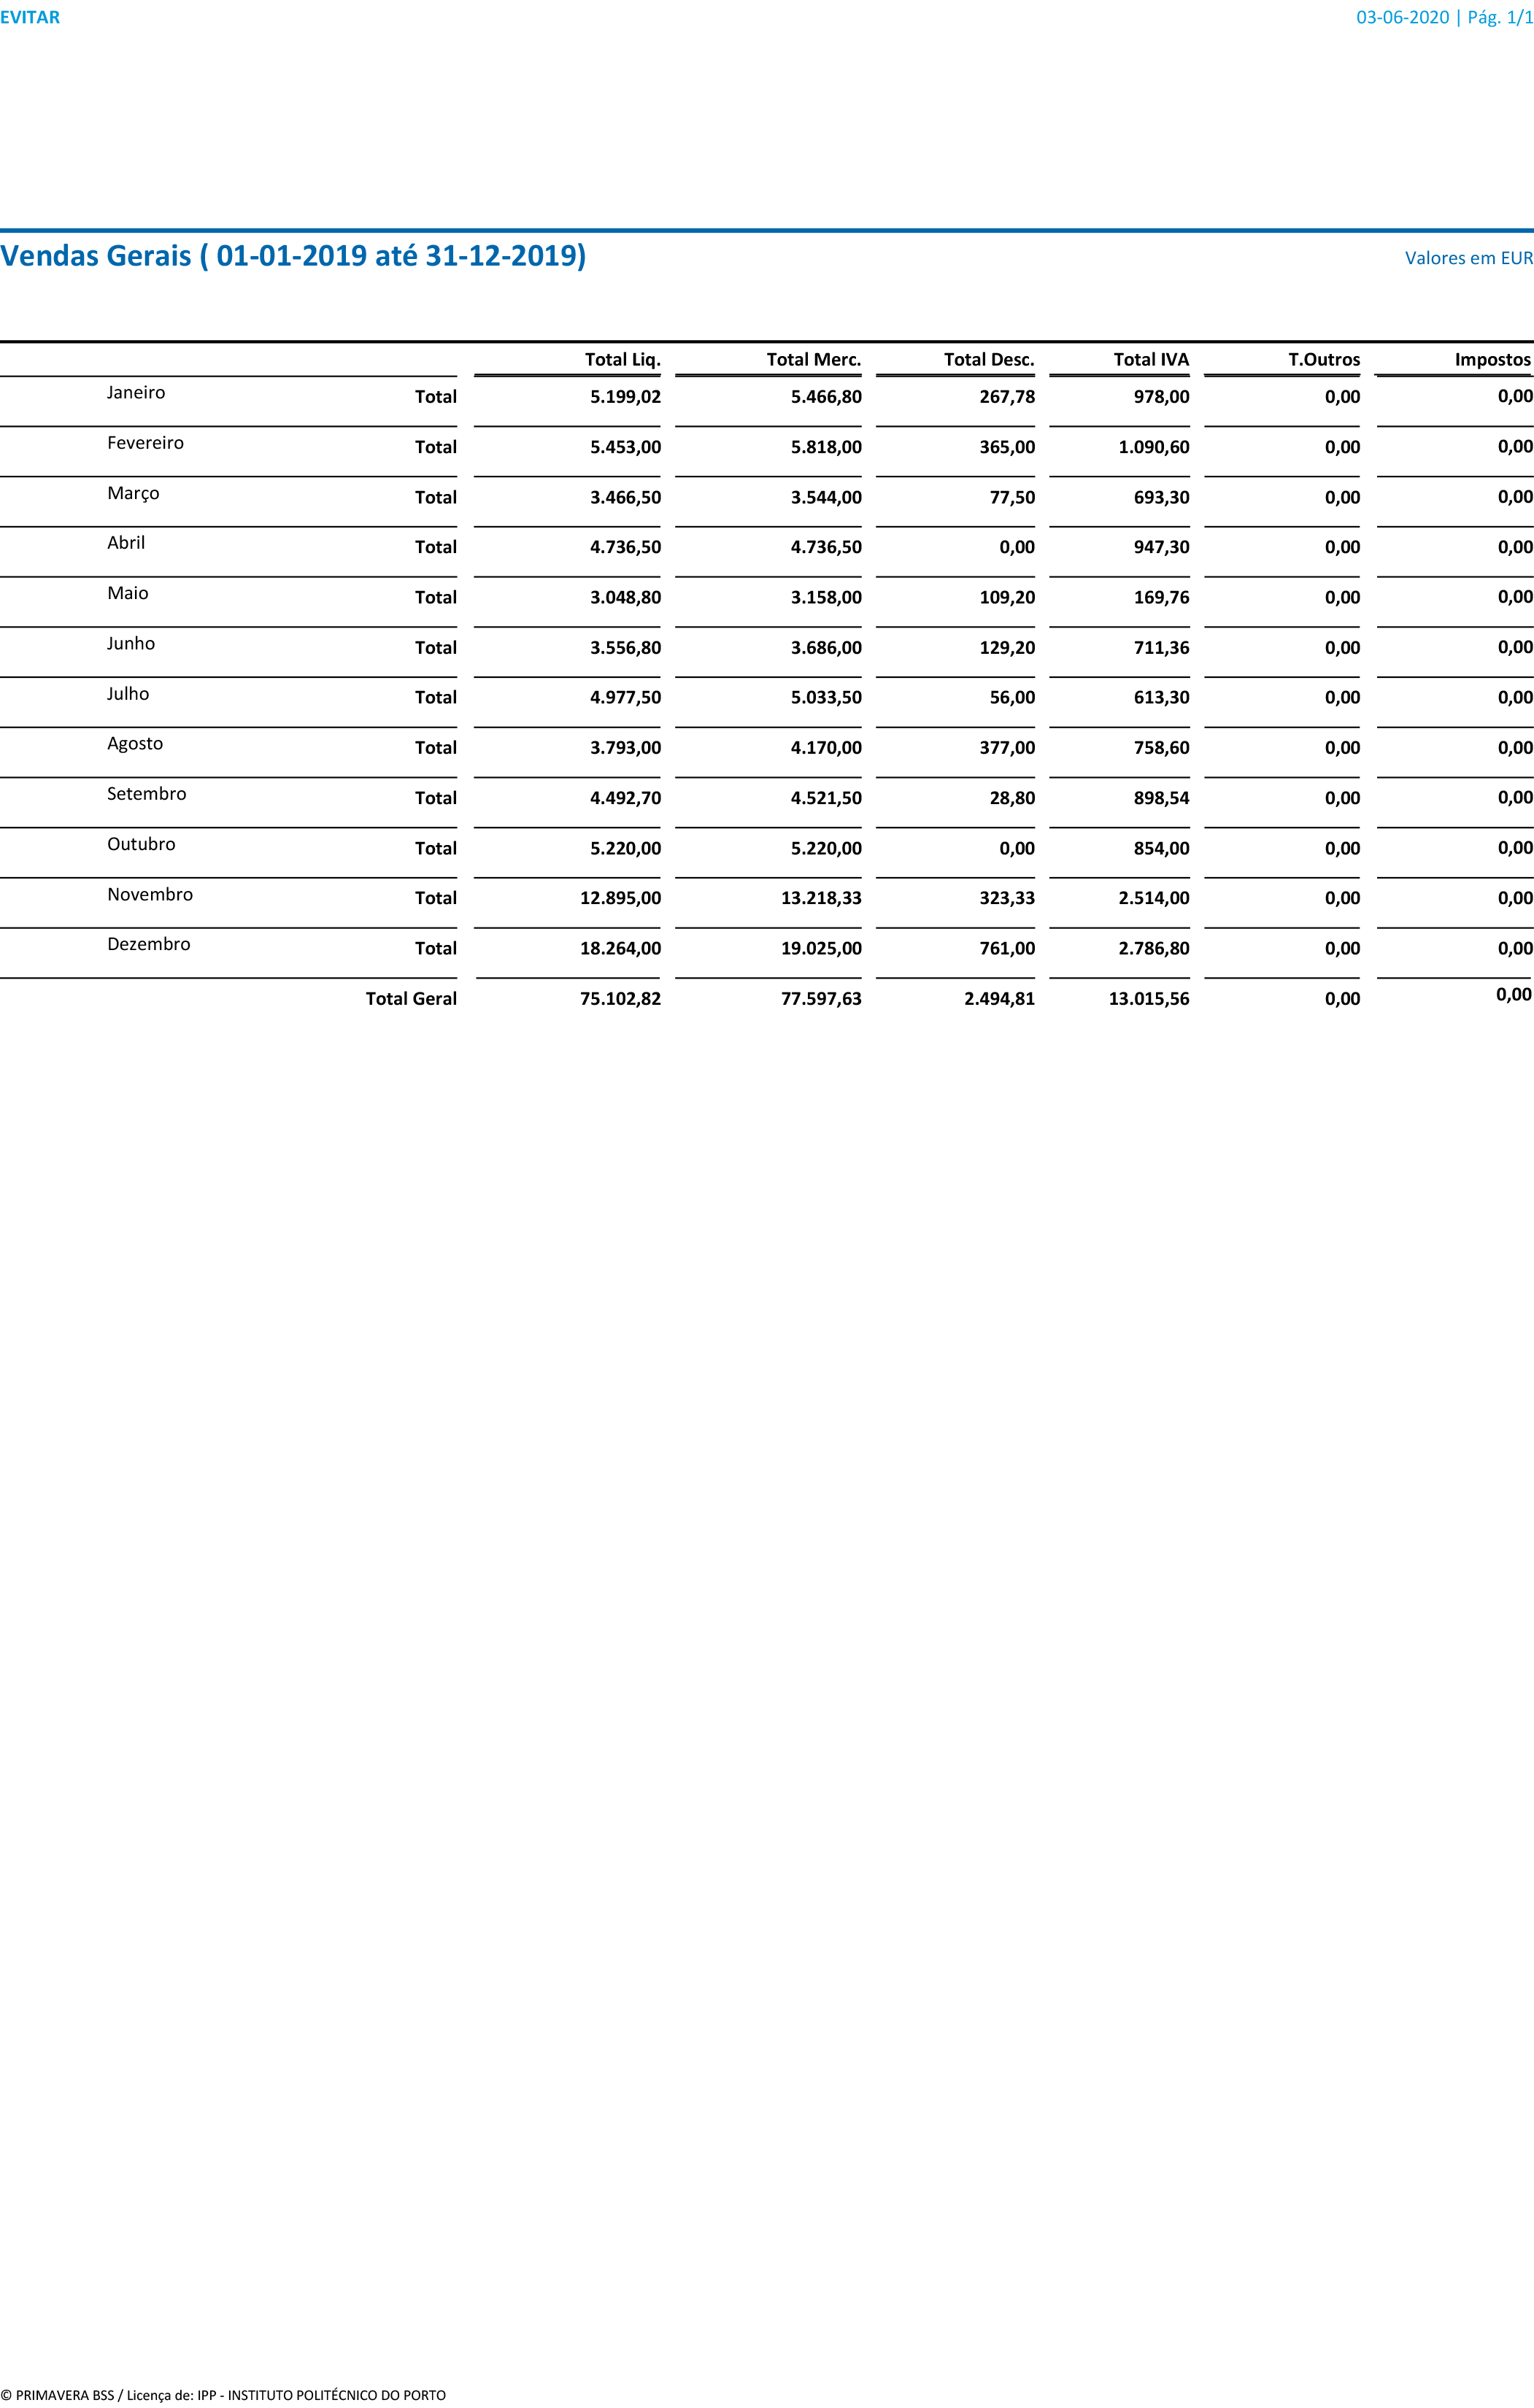 EVITAR 03-06-2020 | Pág. 1/1
Vendas Gerais ( 01-01-2019 até 31-12-2019) Valores em EUR
Total Liq. Total Merc. Total Desc. Total IVA T.Outros Impostos
Janeiro Total 5.199,02 5.466,80 267,78 978,00 0,00 0,00
Fevereiro Total 5.453,00 5.818,00 365,00 1.090,60 0,00 0,00
Março Total 3.466,50 3.544,00 77,50 693,30 0,00 0,00
Abril Total 4.736,50 4.736,50 0,00 947,30 0,00 0,00
Maio Total 3.048,80 3.158,00 109,20 169,76 0,00 0,00
Junho Total 3.556,80 3.686,00 129,20 711,36 0,00 0,00
Julho Total 4.977,50 5.033,50 56,00 613,30 0,00 0,00
Agosto Total 3.793,00 4.170,00 377,00 758,60 0,00 0,00
Setembro Total 4.492,70 4.521,50 28,80 898,54 0,00 0,00
Outubro Total 5.220,00 5.220,00 0,00 854,00 0,00 0,00
Novembro Total 12.895,00 13.218,33 323,33 2.514,00 0,00 0,00
Dezembro Total 18.264,00 19.025,00 761,00 2.786,80 0,00 0,00
Total Geral 75.102,82 77.597,63 2.494,81 13.015,56 0,00 0,00
© PRIMAVERA BSS / Licença de: IPP - INSTITUTO POLITÉCNICO DO PORTO